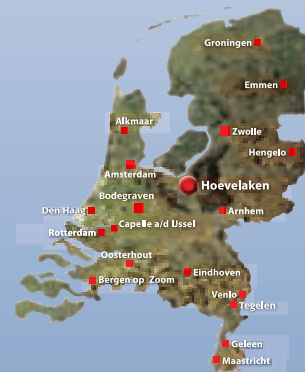 Groningen
Emmen
Alkmaar
Zwolle
Hengelo
Amsterdam
Hoevelaken
Bodegraven
Den Haag
Arnhem
Capelle a/d IJssel
Rotterdam
Oosterhout
Eindhoven
Bergen op Zoom
Venlo
Tegelen
Geleen
Maastricht